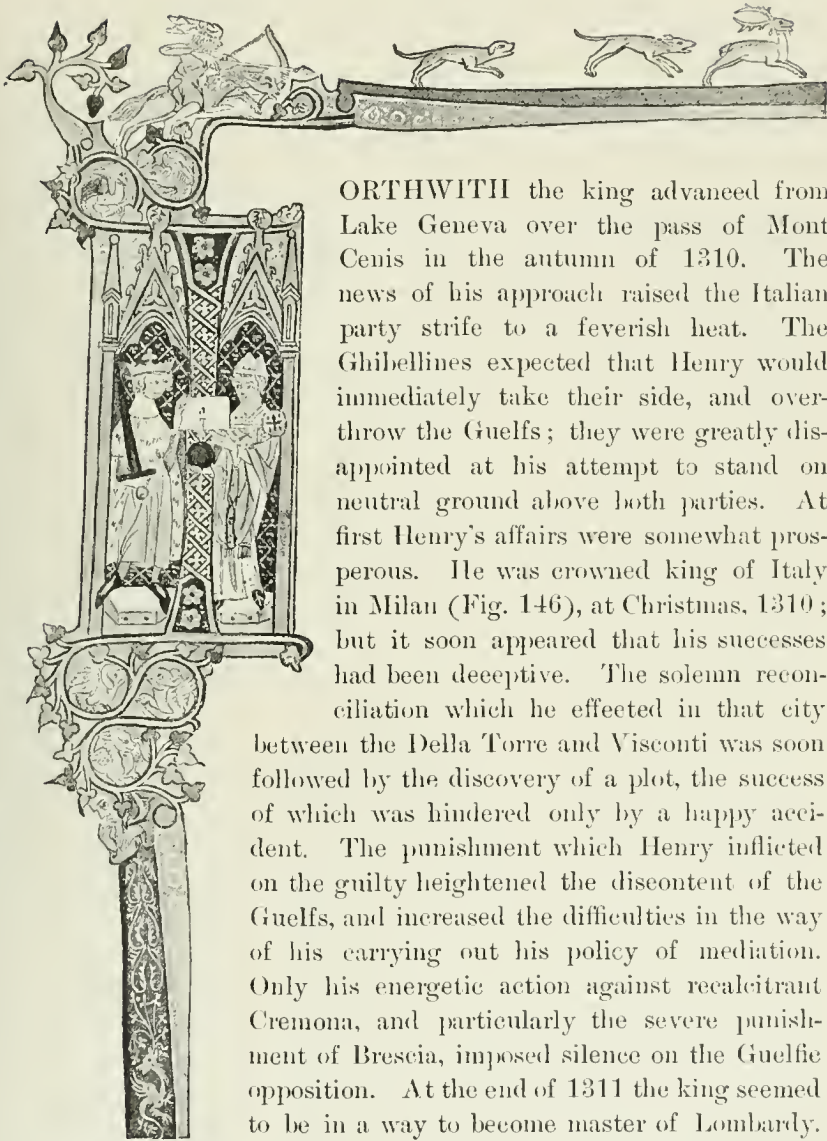 ORTHWITH the king advanced from
Lake Geneva over the pass of Mont
Cenis in the autumn of 1310. The
news of his approach raised the Italian
party strife to a feverish heat. The
Ghibellines expected that Henry would
immediately take their side, and over-
throw the Guelfs; they were greatly dis-
appointed at his attempt to stand on
neutral ground above both parties. At
first Henry's affairs were somewhat pros-
perous. He was crowned king of Italy
in Milan (Fig. 146), at Christmas, 1310;
but it soon appeared that his successes
had been deceptive. The solemn recon-
ciliation which he effected in that city
between the Della Torre and Visconti was soon
followed by the discovery of a plot, the success
of which was hindered only by a happy acci-
dent. The punishment which Henry inflicted
on the guilty heightened the discontent of the
Guelfs, and increased the difficulties in the way
of his carrying out his policy of mediation.
Only his energetic action against recalcitrant
Cremona, and particularly the severe punish-
ment of Brescia, imposed silence on the Guelfic
opposition. At the end of 1311 the king seemed
to be in a way to become master of Lombardy.